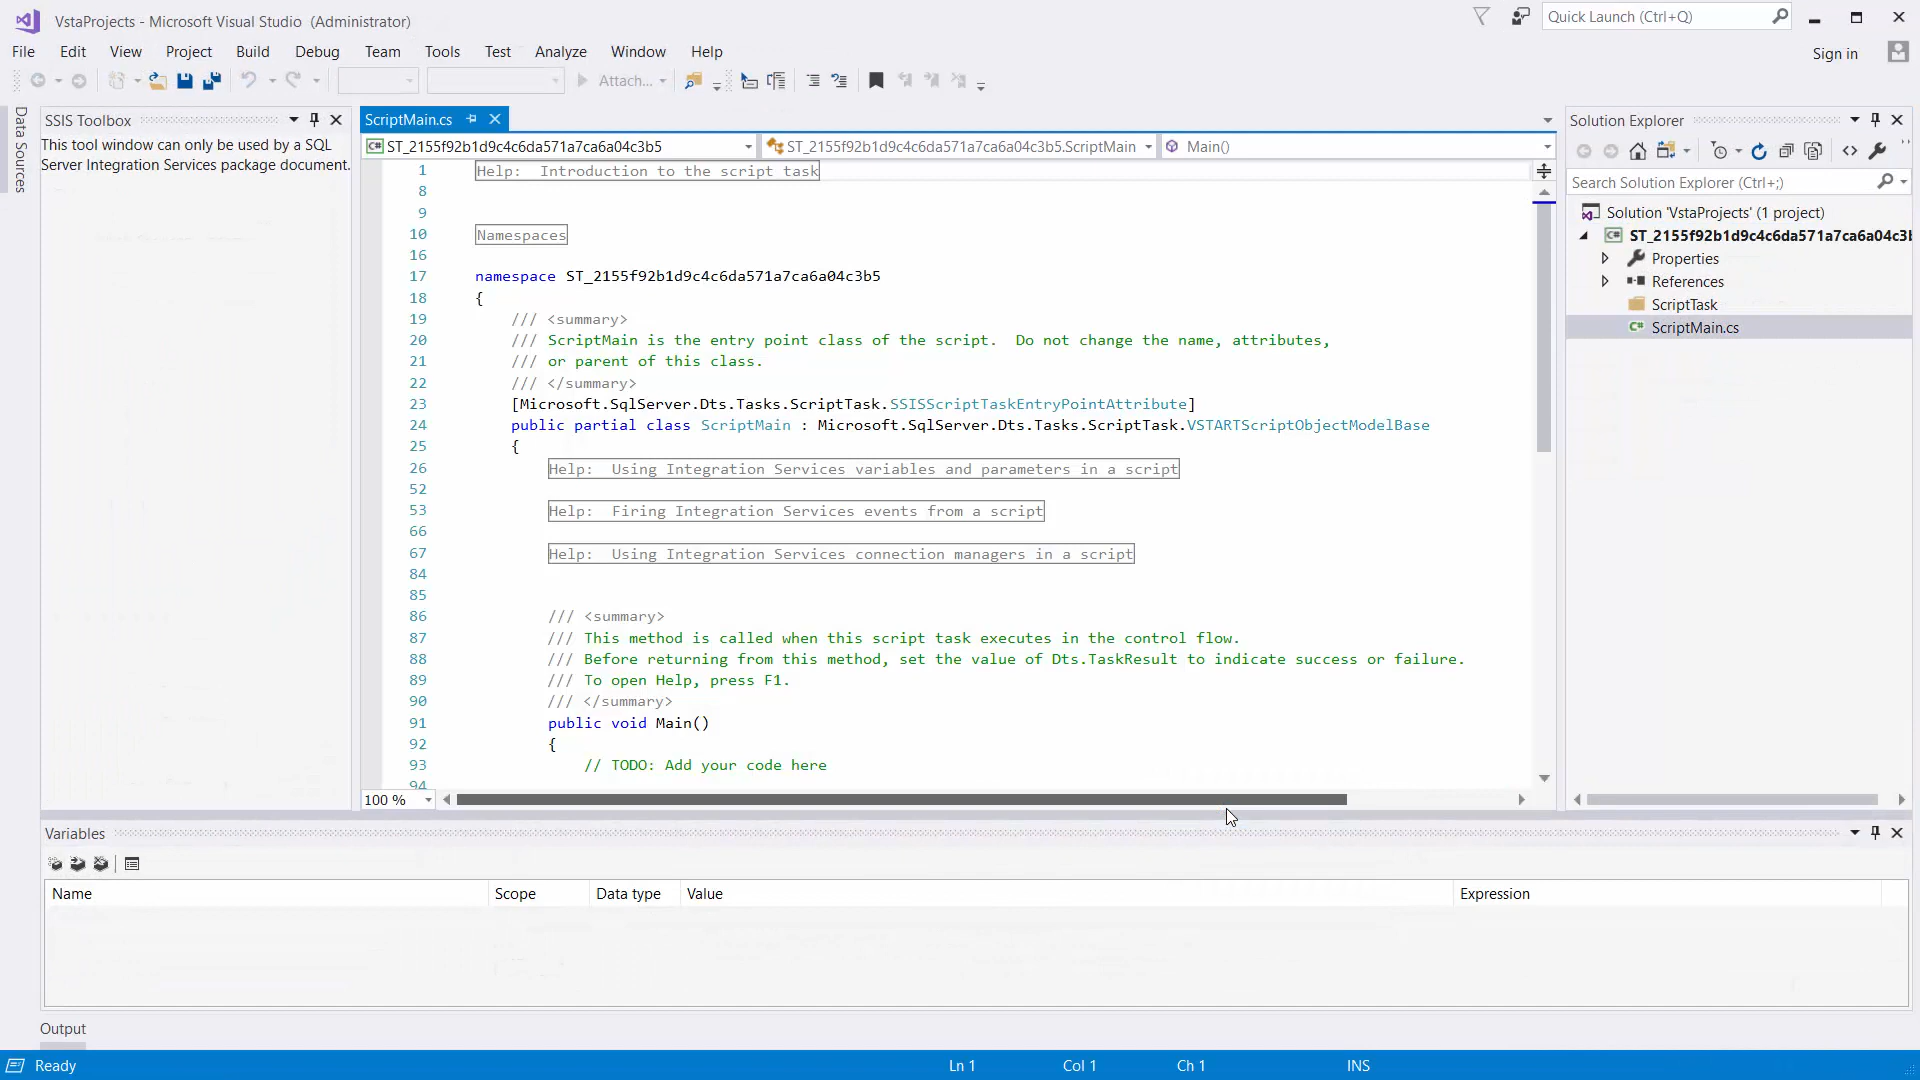 VstaProjects - Microsoft Visual Studio (Administrator)
Quick Launch (Ctrl+Q)
File Edit View Project Build Debug Team Tools Test Analyze Window Help
Sign in
Attach...
Data Sources
SSIS Toolbox
This tool window can only be used by a SQL
Server Integration Services package document.
ScriptMain.cs
ST_2155f92b1d9c4c6da571a7ca6a04c3b5
ST_2155f92b1d9c4c6da571a7ca6a04c3b5.ScriptMain
Main()
1 Help: Introduction to the script task
8
9
10 Namespaces
16
17 namespace ST_2155f92b1d9c4c6da571a7ca6a04c3b5
18 {
19 /// <summary>
20 /// ScriptMain is the entry point class of the script. Do not change the name, attributes,
21 /// or parent of this class.
22 /// </summary>
23 [Microsoft.SqlServer.Dts.Tasks.ScriptTask.SSISScriptTaskEntryPointAttribute]
24 public partial class ScriptMain : Microsoft.SqlServer.Dts.Tasks.ScriptTask.VSTARTScriptObjectModelBase
25 {
26 Help: Using Integration Services variables and parameters in a script
52
53 Help: Firing Integration Services events from a script
66
67 Help: Using Integration Services connection managers in a script
84
85
86 /// <summary>
87 /// This method is called when this script task executes in the control flow.
88 /// Before returning from this method, set the value of Dts.TaskResult to indicate success or failure.
89 /// To open Help, press F1.
90 /// </summary>
91 public void Main()
92 {
93 // TODO: Add your code here
94
100 %
Solution Explorer
Search Solution Explorer (Ctrl+;)
Solution 'VstaProjects' (1 project)
ST_2155f92b1d9c4c6da571a7ca6a04c3b
Properties
References
ScriptTask
ScriptMain.cs
Variables
Name Scope Data type Value Expression
Output
Ready Ln 1 Col 1 Ch 1 INS